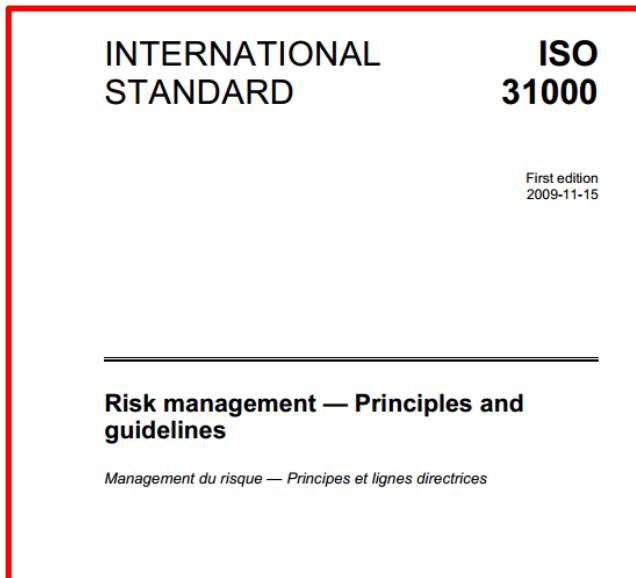 INTERNATIONAL
STANDARD
ISO
31000
First edition
2009-11-15
Risk management — Principles and
guidelines
Management du risque — Principes et lignes directrices